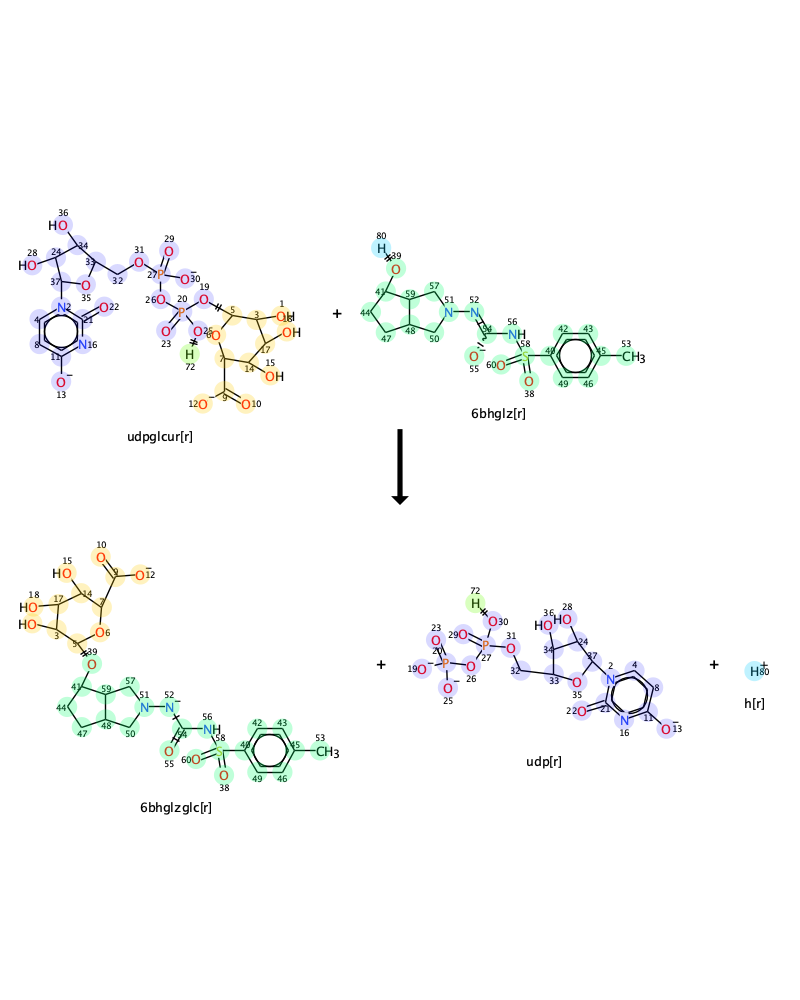 36
HO
34
29
O
31
O
28
HO
24
33
32
27
P
O
30
37
O
35
26
O
20
P
19
O
5
3
1
OH
18
OH
N
2
4
O
22
21
8
N
16
11
O
13
23
O
O
25
H
72
O
6
7
17
14
15
OH
12
O
9
O
10
udpglcur[r]
+
80
H
39
O
41
59
57
51
N
52
N
44
47
48
50
54
56
NH
58
S
O
55
60
O
O
38
40
42
43
45
46
49
53
CH3
6bhglz[r]
10
O
9
O
12
15
HO
14
7
18
HO
17
HO
3
5
O
6
39
O
41
59
57
51
N
52
N
44
47
48
50
54
56
NH
58
S
55
O
60
O
O
38
40
42
43
45
46
49
53
CH3
6bhglzglc[r]
+
72
H
O
30
23
O
29
O
P
27
31
O
19
O
P
O
26
O
25
32
36
HO
28
HO
34
24
33
37
O
35
2
N
4
8
22
O
21
N
16
11
O
13
udp[r]
+
H
+
80
h[r]